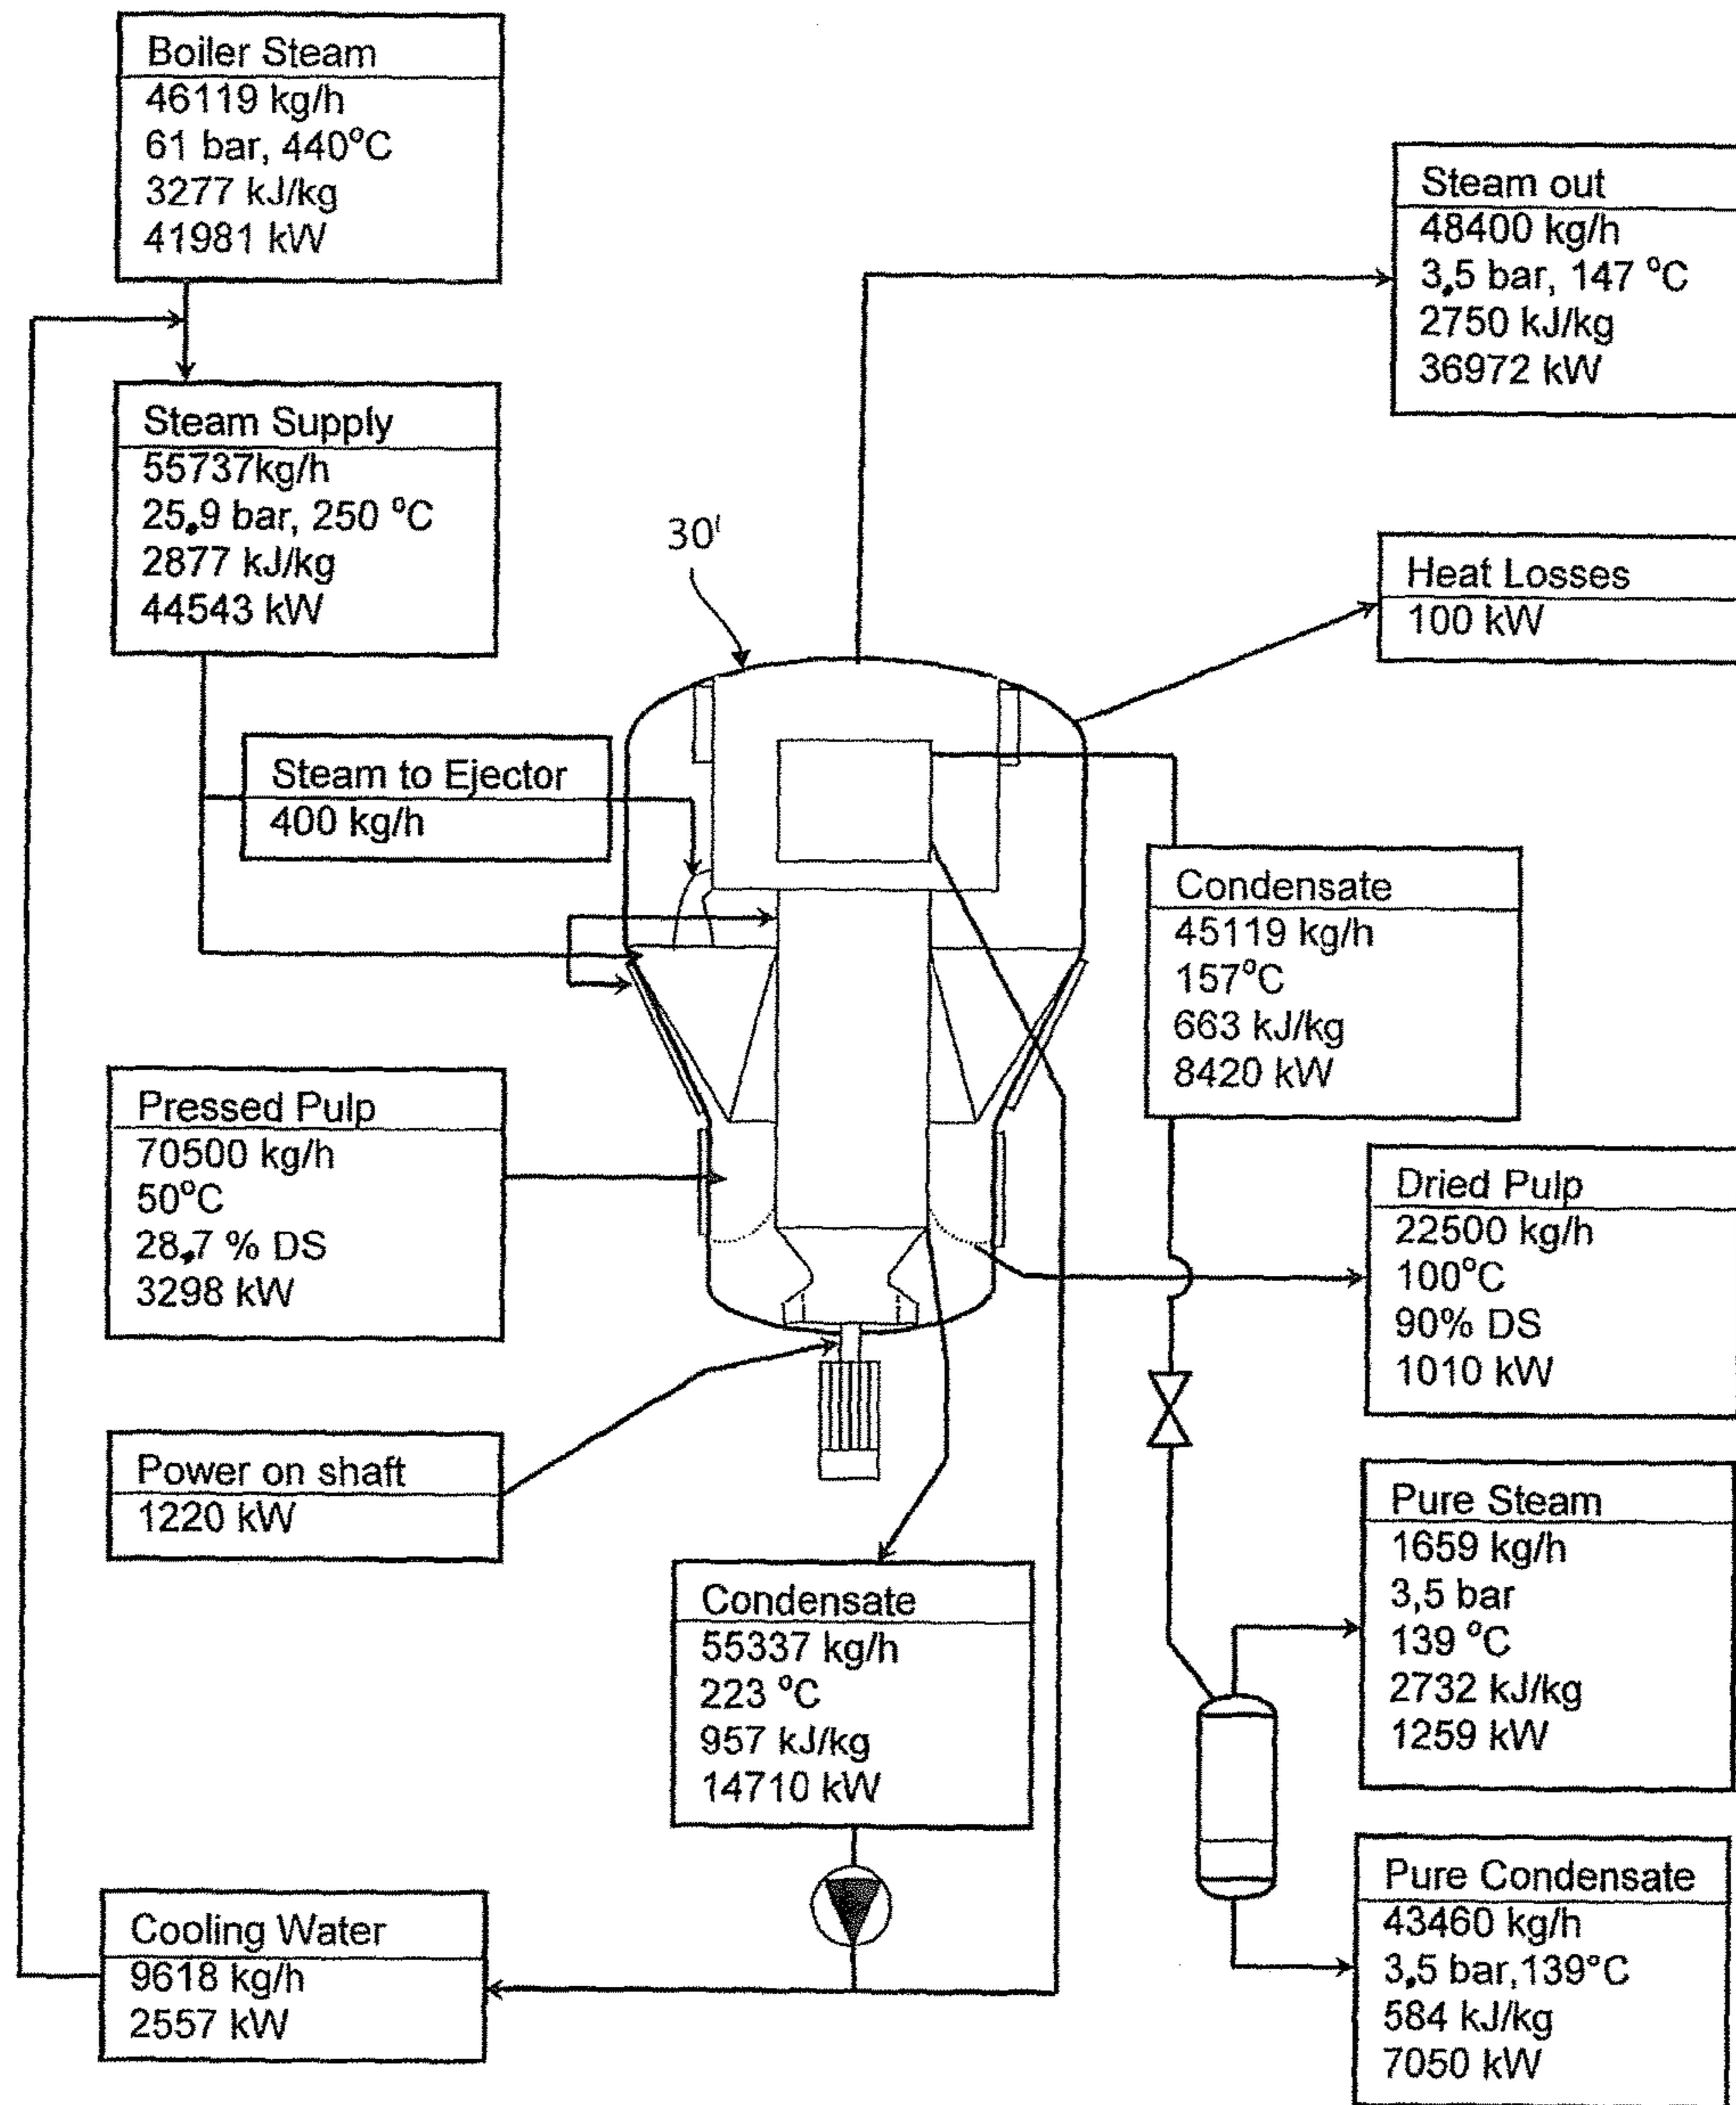 Boiler Steam
46119 kg/h
61 bar, 440°C
3277 kJ/kg
41981 kW
Steam out
48400 kg/h
3,5 bar, 147 °C
2750 kJ/kg
36972 kW
Steam Supply
55737kg/h
25,9 bar, 250 °C
2877 kJ/kg
44543 kW
30'
Heat Losses
100 kW
Steam to Ejector
400 kg/h
Condensate
45119 kg/h
157°C
663 kJ/kg
8420 kW
Pressed Pulp
70500 kg/h
50°C
28,7 % DS
3298 kW
Dried Pulp
22500 kg/h
100°C
90% DS
1010 kW
Power on shaft
1220 kW
Pure Steam
1659 kg/h
3,5 bar
139 °C
2732 kJ/kg
1259 kW
Condensate
55337 kg/h
223 °C
957 kJ/kg
14710 kW
Cooling Water
9618 kg/h
2557 kW
Pure Condensate
43460 kg/h
3,5 bar,139°C
584 kJ/kg
7050 kW